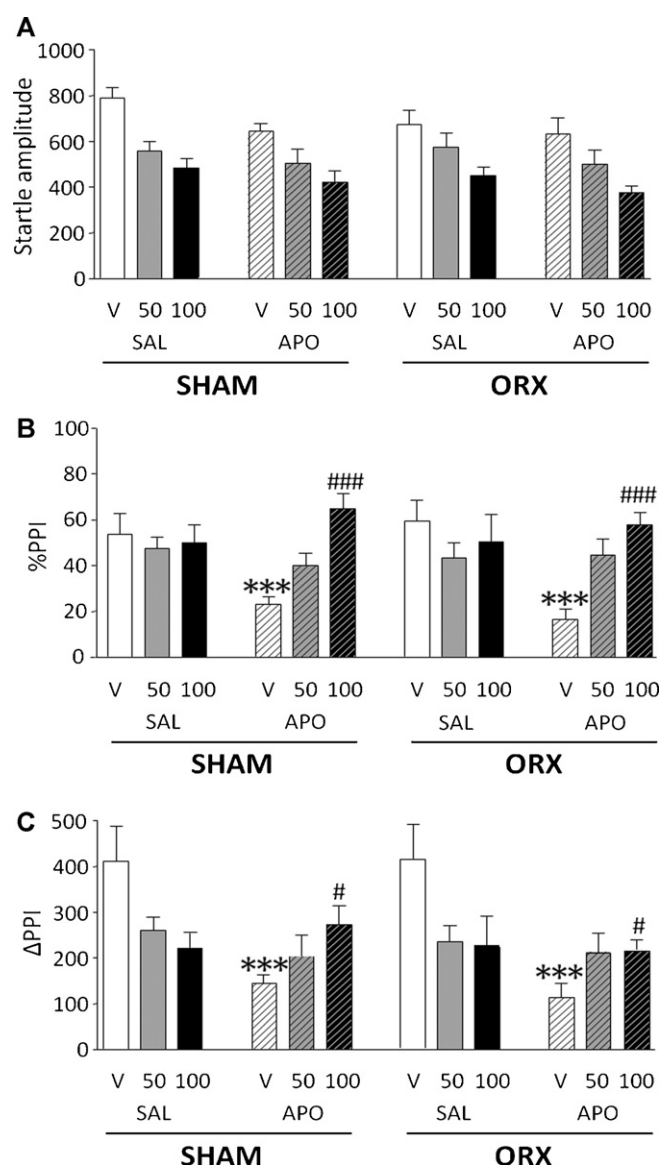 A
Startle amplitude
1000
800
600
400
200
0
V 50 100 V 50 100 V 50 100 V 50 100
SAL APO SAL APO
SHAM ORX
B
%PPI
100
80
60
40
20
0
### ###
*** ***
V 50 100 V 50 100 V 50 100 V 50 100
SAL APO SAL APO
SHAM ORX
C
ΔPPI
500
400
300
200
100
0
# #
*** ***
V 50 100 V 50 100 V 50 100 V 50 100
SAL APO SAL APO
SHAM ORX